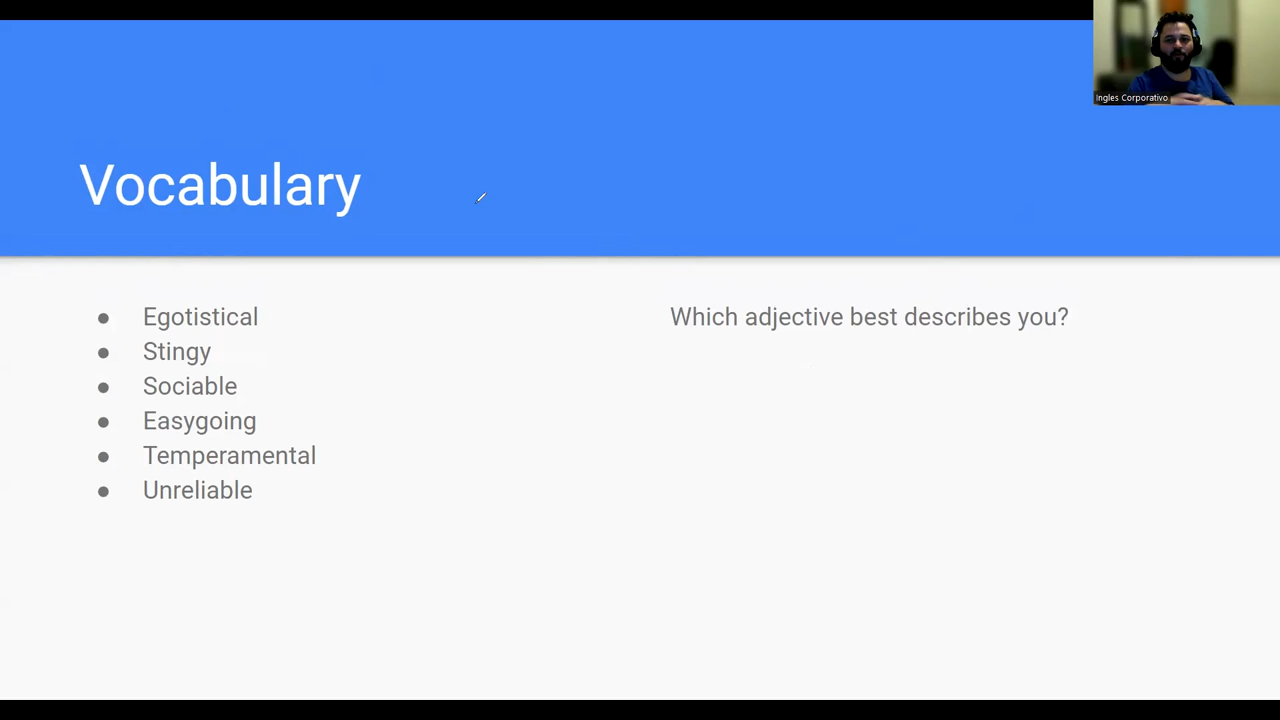 Ingles Corporativo
Vocabulary
Egotistical
Stingy
Sociable
Easygoing
Temperamental
Unreliable
Which adjective best describes you?